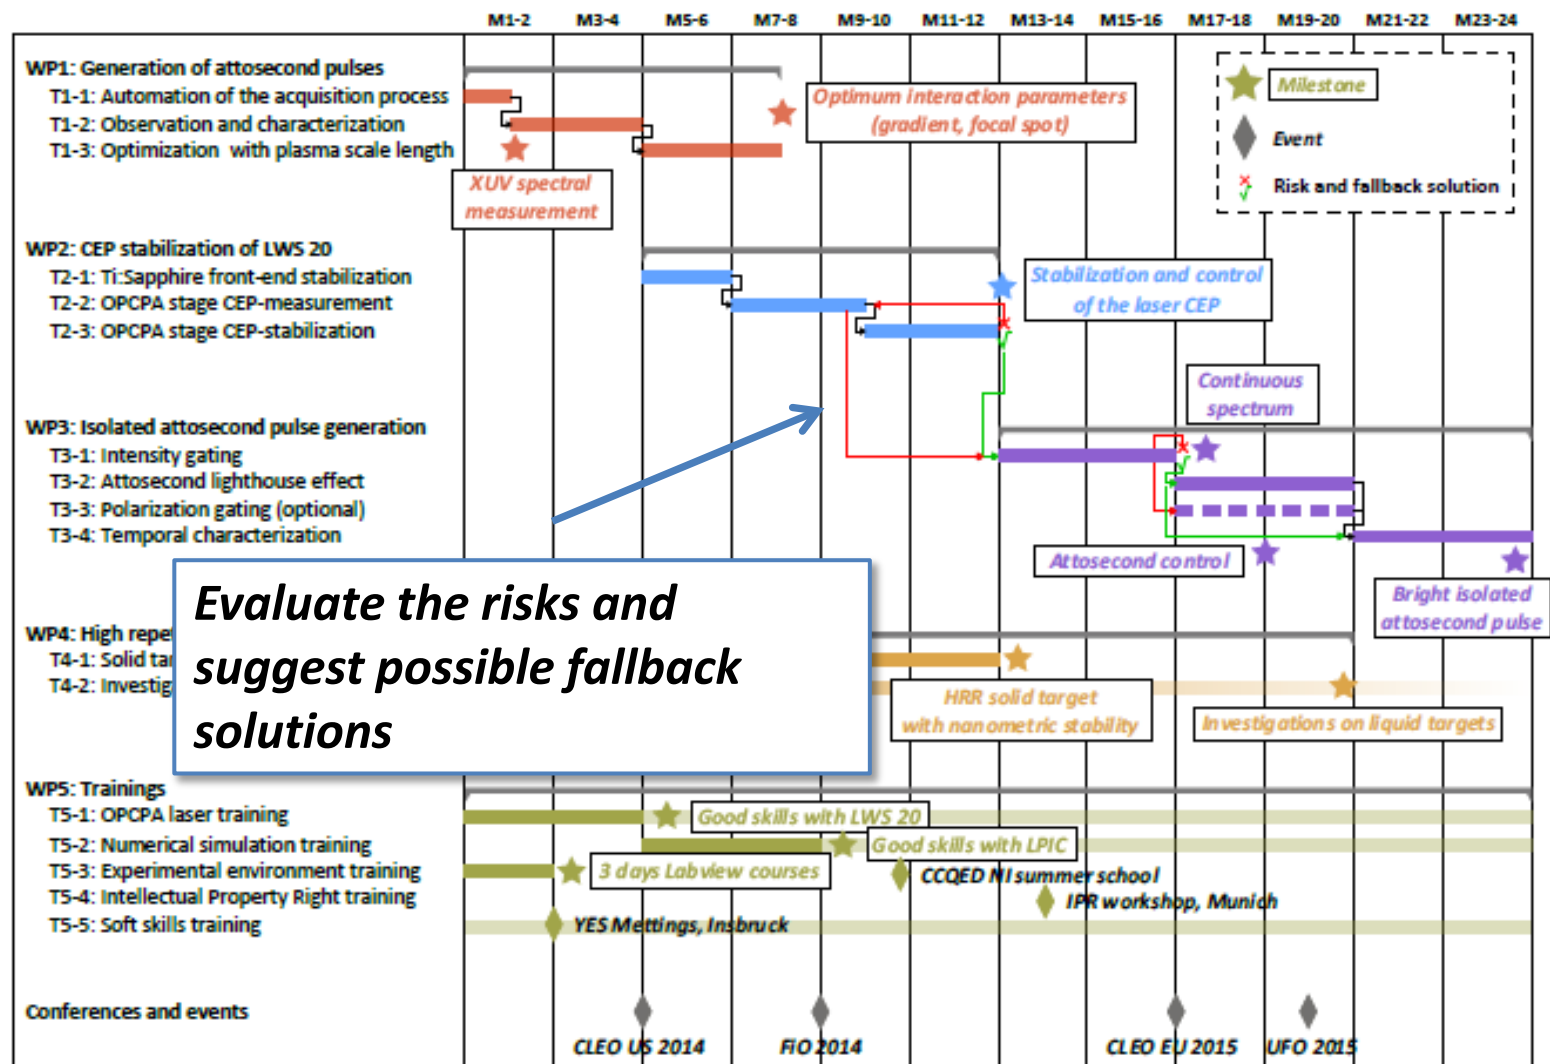 M1-2 M3-4 M5-6 M7-8 M9-10 M11-12 M13-14 M15-16 M17-18 M19-20 M21-22 M23-24
WP1: Generation of attosecond pulses
T1-1: Automation of the acquisition process
T1-2: Observation and characterization
T1-3: Optimization with plasma scale length
Optimum interaction parameters
(gradient, focal spot)
XUV spectral
measurement
Milestone
Event
Risk and fallback solution
WP2: CEP stabilization of LWS 20
T2-1: Ti:Sapphire front-end stabilization
T2-2: OPCPA stage CEP-measurement
T2-3: OPCPA stage CEP-stabilization
Stabilization and control
of the laser CEP
Continuous
spectrum
WP3: Isolated attosecond pulse generation
T3-1: Intensity gating
T3-2: Attosecond lighthouse effect
T3-3: Polarization gating (optional)
T3-4: Temporal characterization
Attosecond control
Bright isolated
attosecond pulse
Evaluate the risks and
suggest possible fallback
solutions
WP4: High repe
T4-1: Solid ta
T4-2: Investig
HRR solid target
with nanometric stability
Investigations on liquid targets
WP5: Trainings
T5-1: OPCPA laser training
T5-2: Numerical simulation training
T5-3: Experimental environment training
T5-4: Intellectual Property Right training
T5-5: Soft skills training
Good skills with LWS 20
Good skills with LPIC
3 days Labview courses
CCQED NI summer school
IPR workshop, Munich
YES Mettings, Insbruck
Conferences and events
CLEO US 2014
FiO 2014
CLEO EU 2015
UFO 2015